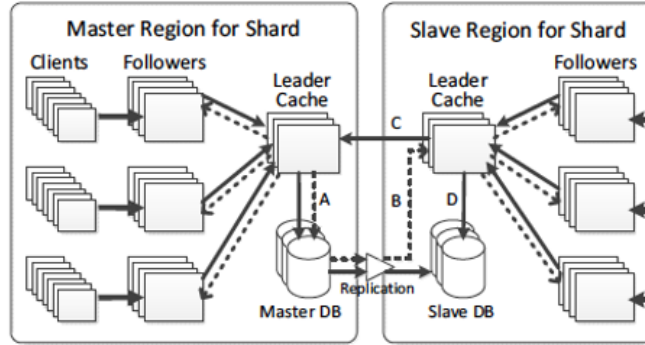 Master Region for Shard
Slave Region for Shard
Clients
Followers
Leader
Cache
Leader
Cache
Followers
C
A
B
D
Replication
Master DB
Slave DB